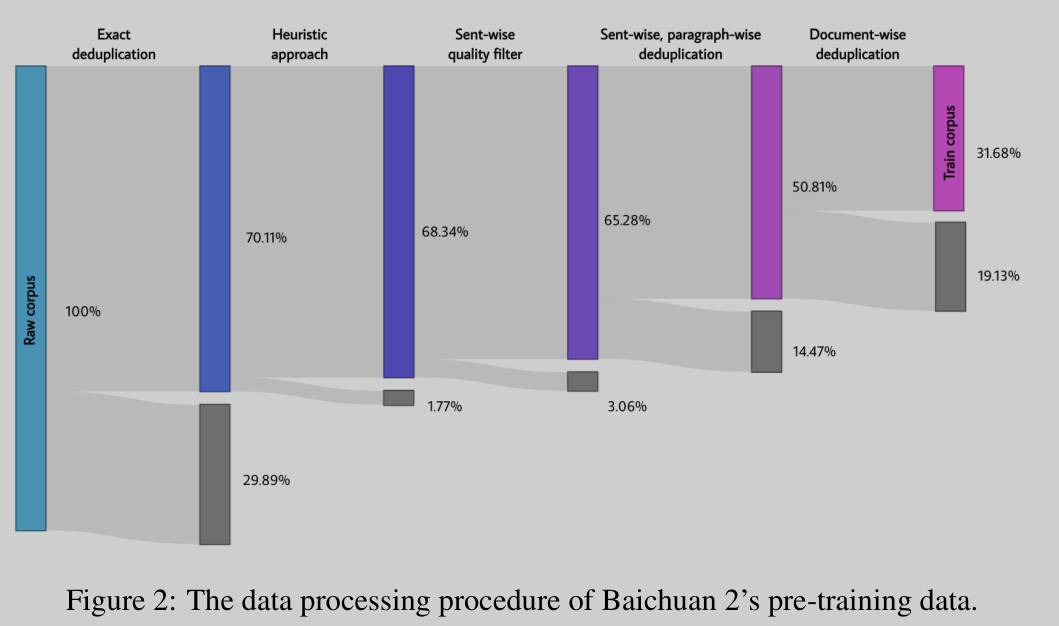 Exact
deduplication
Heuristic
approach
Sent-wise
quality filter
Sent-wise, paragraph-wise
deduplication
Document-wise
deduplication
Raw corpus
100%
70.11%
29.89%
68.34%
1.77%
65.28%
3.06%
50.81%
14.47%
Train corpus
31.68%
19.13%
Figure 2: The data processing procedure of Baichuan 2's pre-training data.